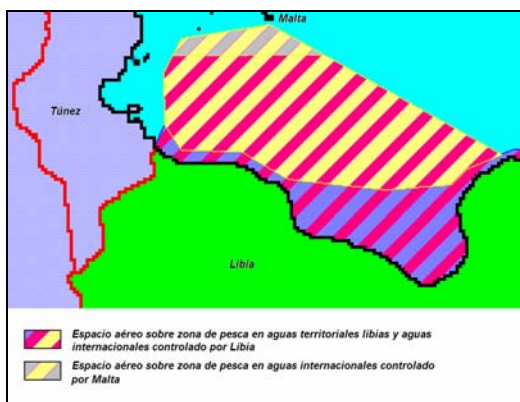 Malta
Túnez
Libia
Espacio aéreo sobre zona de pesca en aguas territoriales libias y aguas
internacionales controlado por Libia
Espacio aéreo sobre zona de pesca en aguas internacionales controlado
por Malta